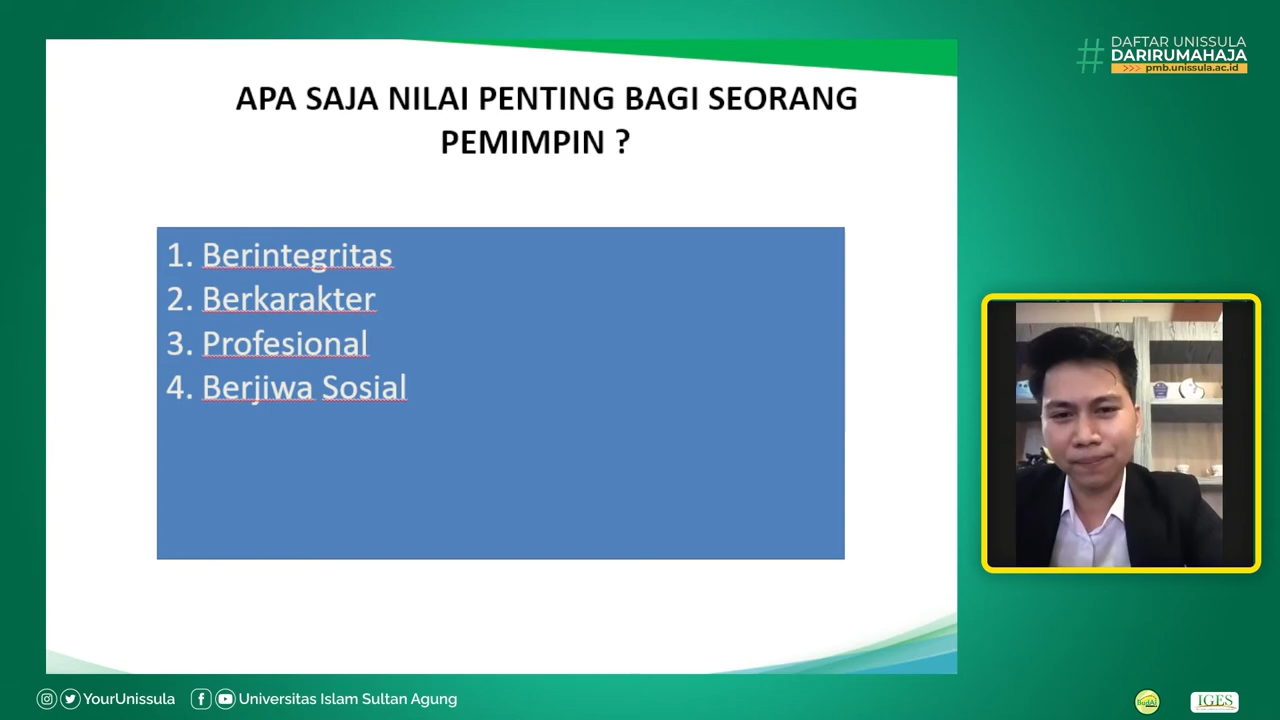 DAFTAR UNISSULA
#DARIRUMAHAJA
>>> pmb.unissula.ac.id
APA SAJA NILAI PENTING BAGI SEORANG
PEMIMPIN ?
1. Berintegritas
2. Berkarakter
3. Profesional
4. Berjiwa Sosial
YourUnissula
Universitas Islam Sultan Agung
BudAi
IGES